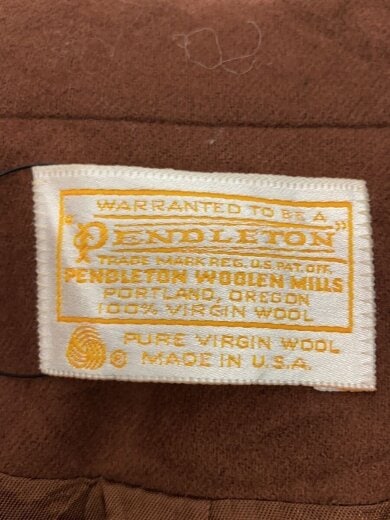 WARRANTED TO BE A
"PENDLETON"
TRADE MARK REG. U.S. PAT. OFF.
PENDLETON WOOLEN MILLS
PORTLAND, OREGON
100% VIRGIN WOOL
PURE VIRGIN WOOL
® MADE IN U.S.A.